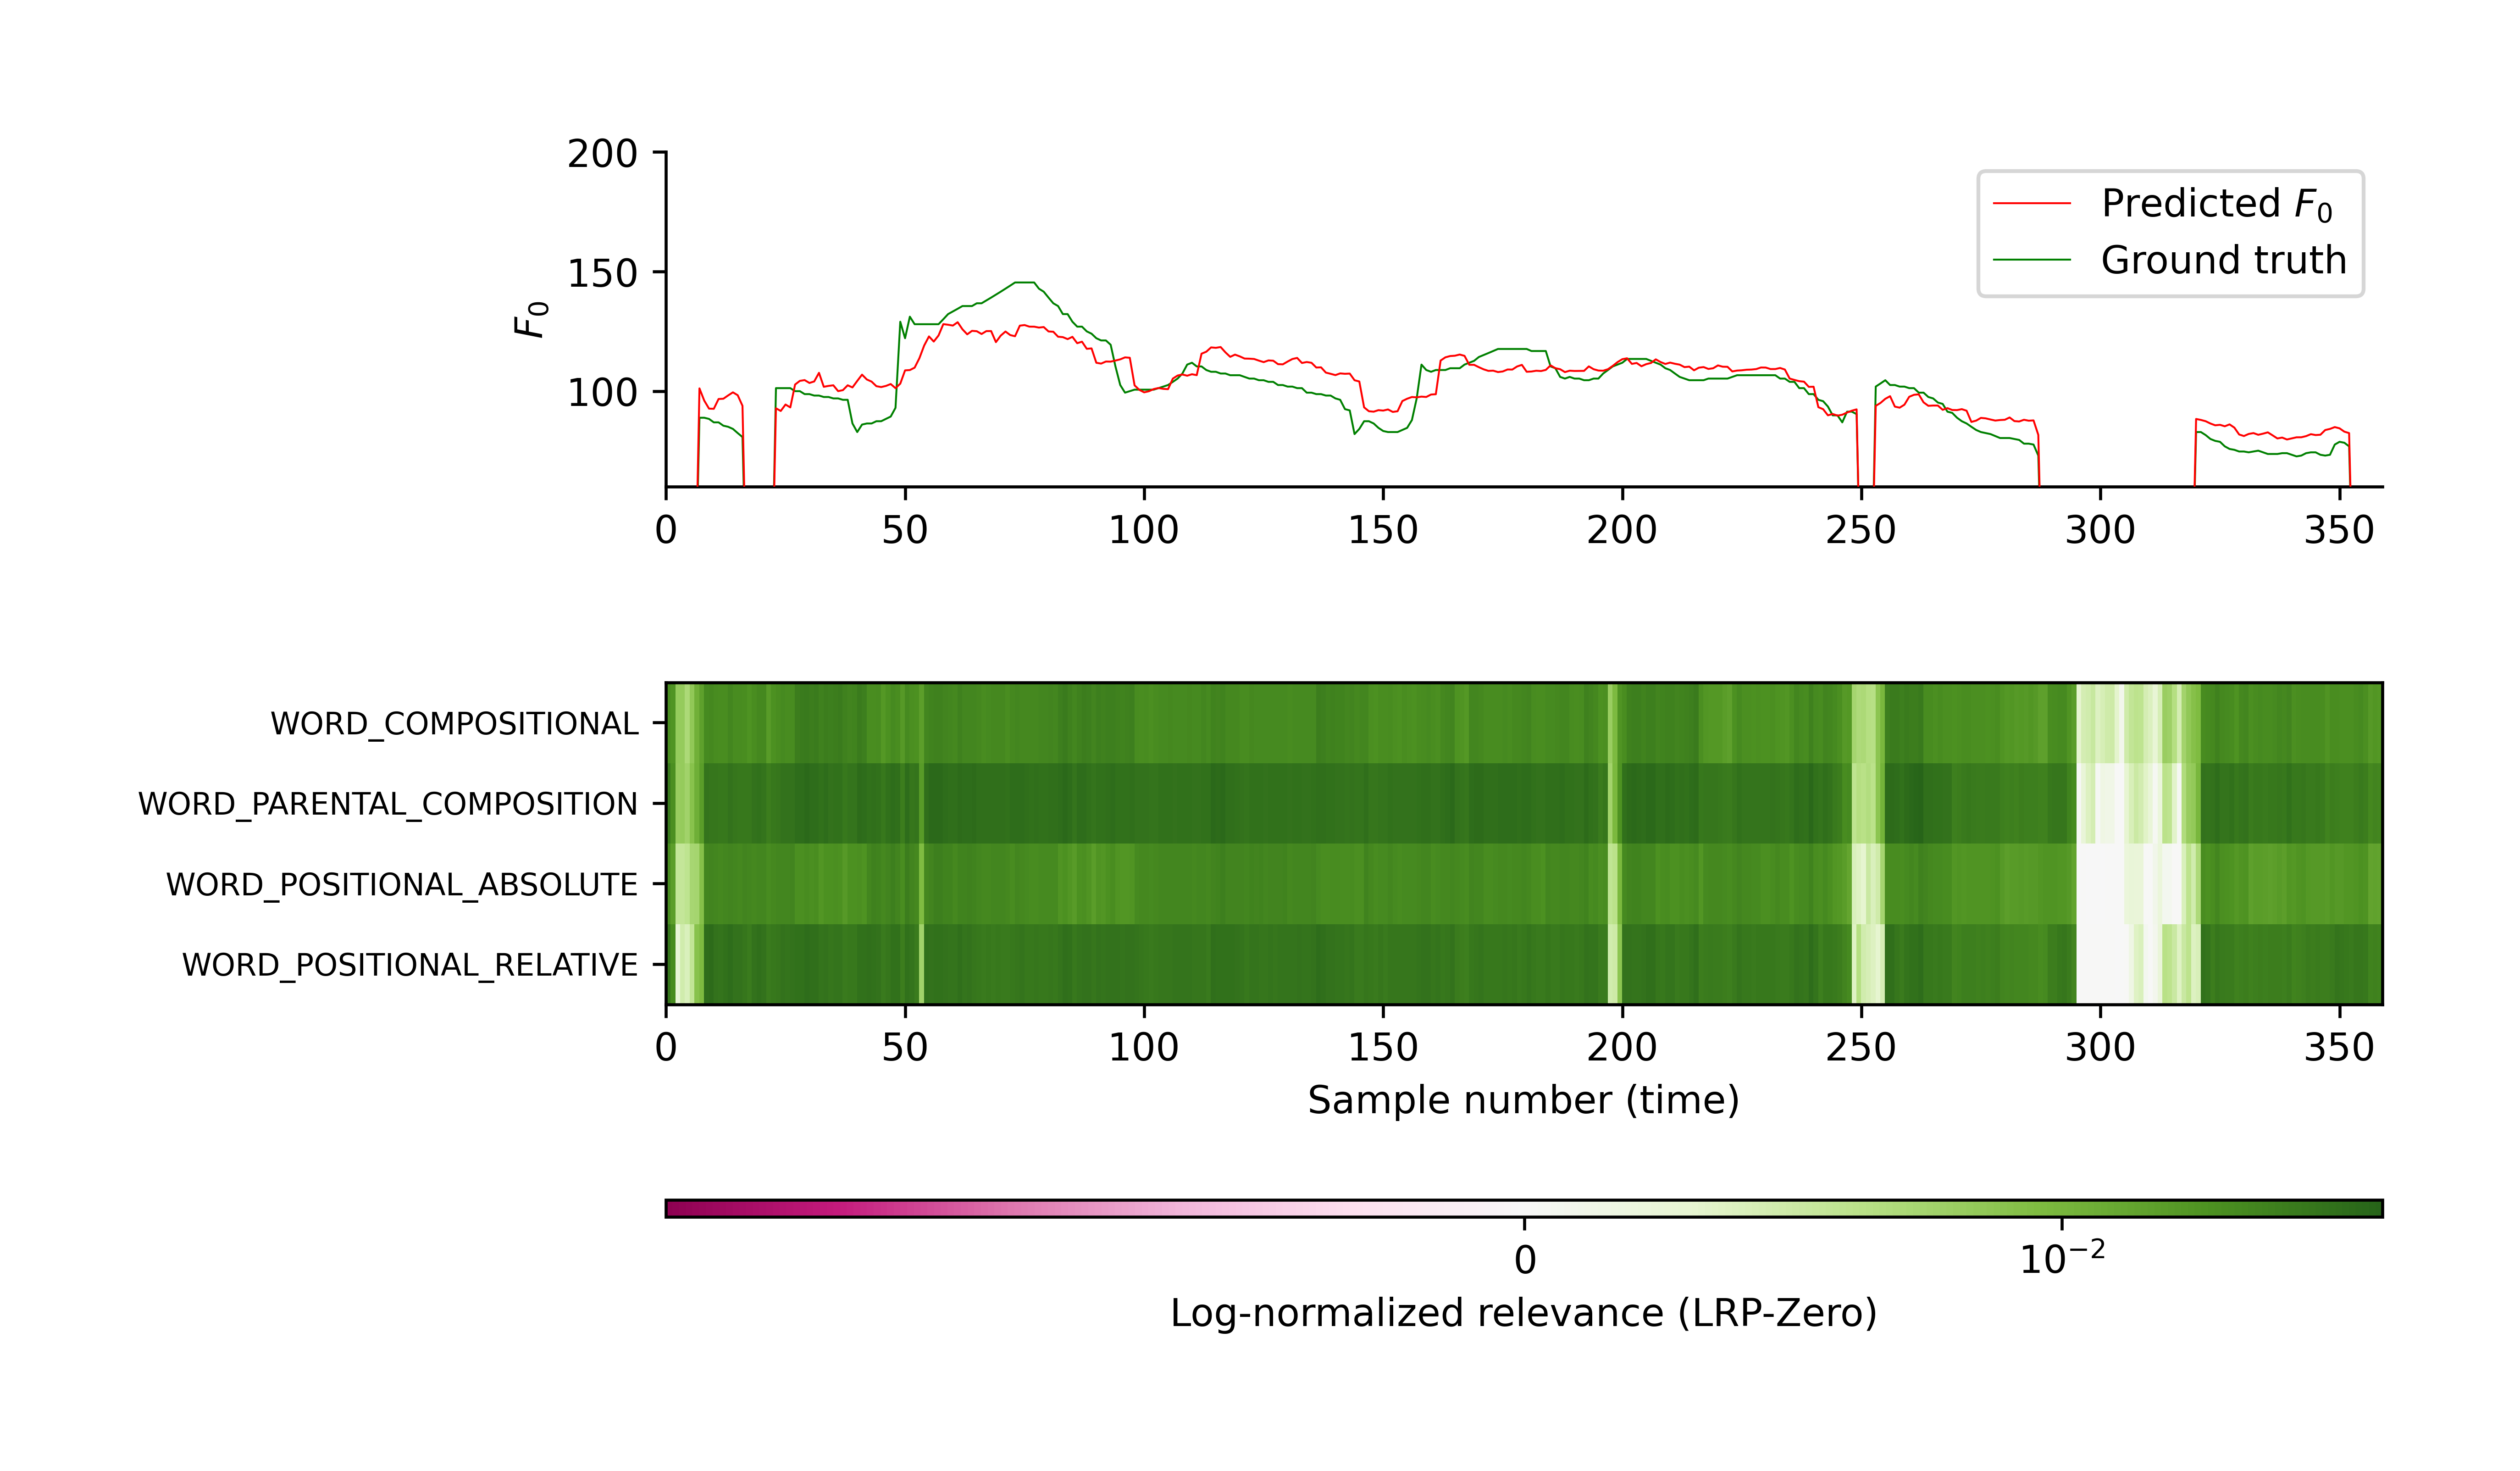 200
150
100
F₀
Predicted F₀
Ground truth
0 50 100 150 200 250 300 350
WORD_COMPOSITIONAL
WORD_PARENTAL_COMPOSITION
WORD_POSITIONAL_ABSOLUTE
WORD_POSITIONAL_RELATIVE
0 50 100 150 200 250 300 350
Sample number (time)
0 10⁻²
Log-normalized relevance (LRP-Zero)